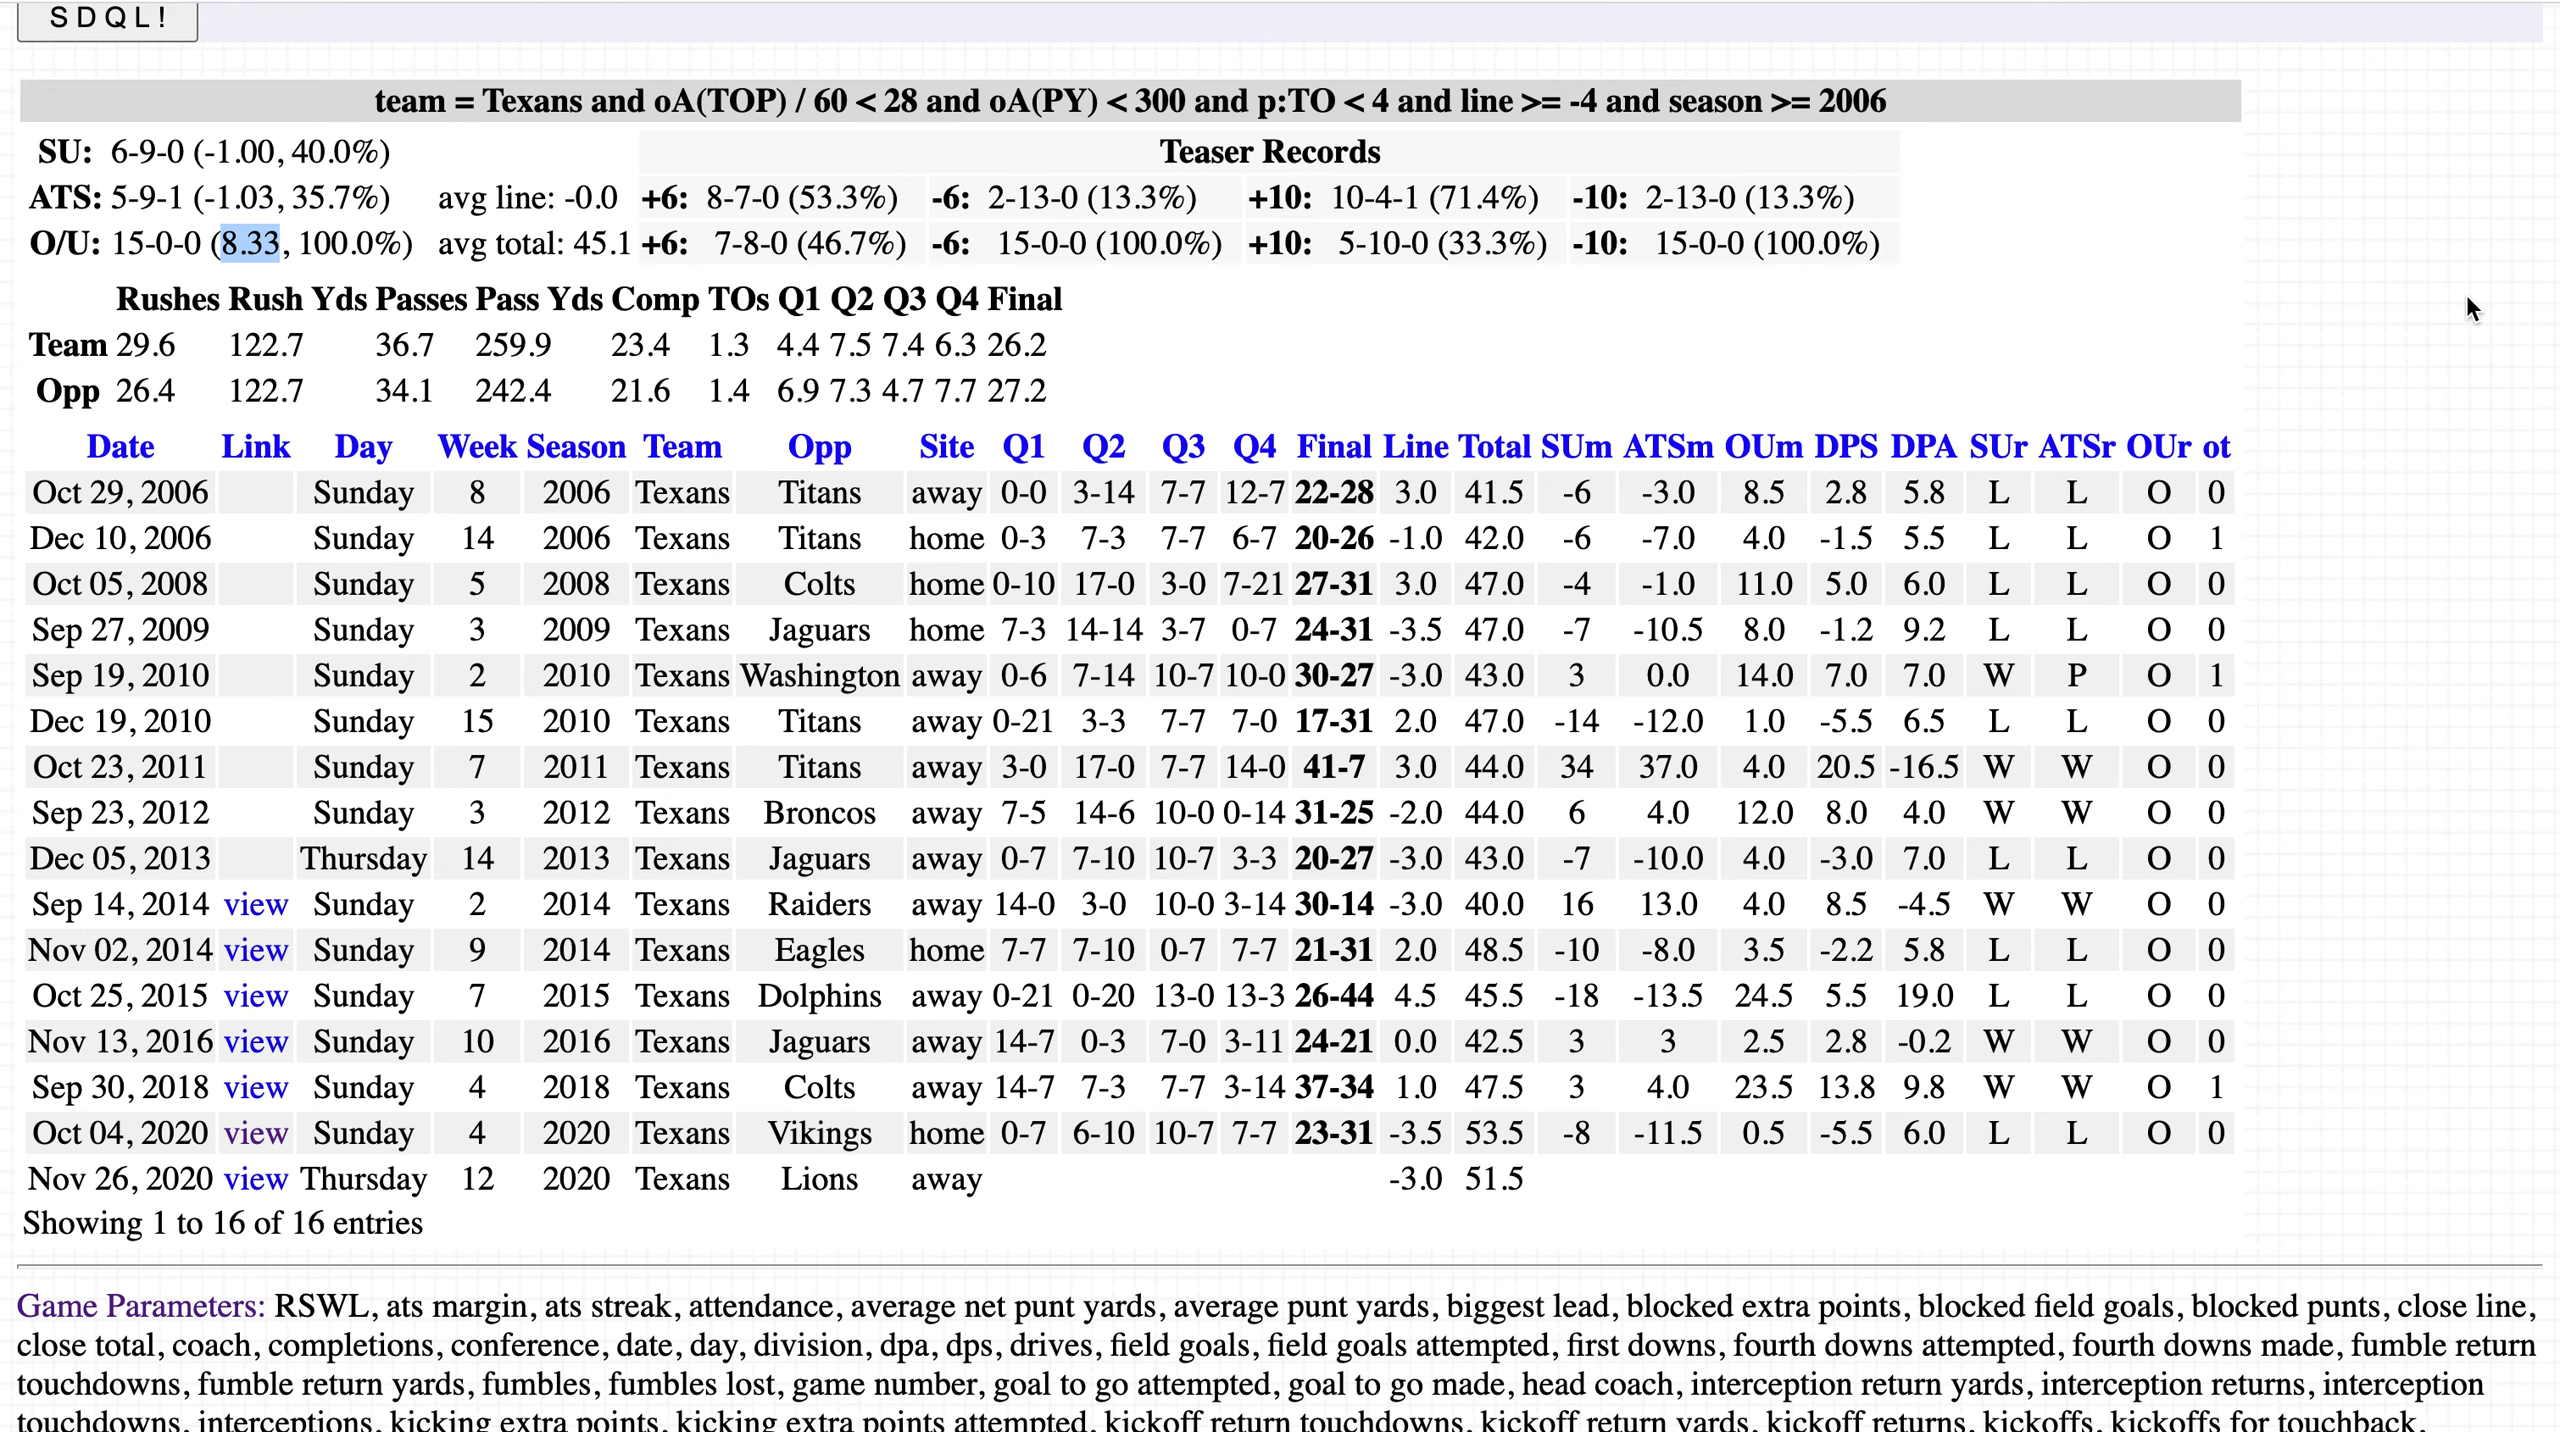 S D Q L !
team = Texans and oA(TOP) / 60 < 28 and oA(PY) < 300 and p:TO < 4 and line >= -4 and season >= 2006
SU: 6-9-0 (-1.00, 40.0%) Teaser Records
ATS: 5-9-1 (-1.03, 35.7%) avg line: -0.0 +6: 8-7-0 (53.3%) -6: 2-13-0 (13.3%) +10: 10-4-1 (71.4%) -10: 2-13-0 (13.3%)
O/U: 15-0-0 (8.33, 100.0%) avg total: 45.1 +6: 7-8-0 (46.7%) -6: 15-0-0 (100.0%) +10: 5-10-0 (33.3%) -10: 15-0-0 (100.0%)
Rushes Rush Yds Passes Pass Yds Comp TOs Q1 Q2 Q3 Q4 Final
Team 29.6 122.7 36.7 259.9 23.4 1.3 4.4 7.5 7.4 6.3 26.2
Opp 26.4 122.7 34.1 242.4 21.6 1.4 6.9 7.3 4.7 7.7 27.2
Date Link Day Week Season Team Opp Site Q1 Q2 Q3 Q4 Final Line Total SUm ATSm OUm DPS DPA SUr ATSr OUr ot
Oct 29, 2006 Sunday 8 2006 Texans Titans away 0-0 3-14 7-7 12-7 22-28 3.0 41.5 -6 -3.0 8.5 2.8 5.8 L L O 0
Dec 10, 2006 Sunday 14 2006 Texans Titans home 0-3 7-3 7-7 6-7 20-26 -1.0 42.0 -6 -7.0 4.0 -1.5 5.5 L L O 1
Oct 05, 2008 Sunday 5 2008 Texans Colts home 0-10 17-0 3-0 7-21 27-31 3.0 47.0 -4 -1.0 11.0 5.0 6.0 L L O 0
Sep 27, 2009 Sunday 3 2009 Texans Jaguars home 7-3 14-14 3-7 0-7 24-31 -3.5 47.0 -7 -10.5 8.0 -1.2 9.2 L L O 0
Sep 19, 2010 Sunday 2 2010 Texans Washington away 0-6 7-14 10-7 10-0 30-27 -3.0 43.0 3 0.0 14.0 7.0 7.0 W P O 1
Dec 19, 2010 Sunday 15 2010 Texans Titans away 0-21 3-3 7-7 7-0 17-31 2.0 47.0 -14 -12.0 1.0 -5.5 6.5 L L O 0
Oct 23, 2011 Sunday 7 2011 Texans Titans away 3-0 17-0 7-7 14-0 41-7 3.0 44.0 34 37.0 4.0 20.5 -16.5 W W O 0
Sep 23, 2012 Sunday 3 2012 Texans Broncos away 7-5 14-6 10-0 0-14 31-25 -2.0 44.0 6 4.0 12.0 8.0 4.0 W W O 0
Dec 05, 2013 Thursday 14 2013 Texans Jaguars away 0-7 7-10 10-7 3-3 20-27 -3.0 43.0 -7 -10.0 4.0 -3.0 7.0 L L O 0
Sep 14, 2014 view Sunday 2 2014 Texans Raiders away 14-0 3-0 10-0 3-14 30-14 -3.0 40.0 16 13.0 4.0 8.5 -4.5 W W O 0
Nov 02, 2014 view Sunday 9 2014 Texans Eagles home 7-7 7-10 0-7 7-7 21-31 2.0 48.5 -10 -8.0 3.5 -2.2 5.8 L L O 0
Oct 25, 2015 view Sunday 7 2015 Texans Dolphins away 0-21 0-20 13-0 13-3 26-44 4.5 45.5 -18 -13.5 24.5 5.5 19.0 L L O 0
Nov 13, 2016 view Sunday 10 2016 Texans Jaguars away 14-7 0-3 7-0 3-11 24-21 0.0 42.5 3 3 2.5 2.8 -0.2 W W O 0
Sep 30, 2018 view Sunday 4 2018 Texans Colts away 14-7 7-3 7-7 3-14 37-34 1.0 47.5 3 4.0 23.5 13.8 9.8 W W O 1
Oct 04, 2020 view Sunday 4 2020 Texans Vikings home 0-7 6-10 10-7 7-7 23-31 -3.5 53.5 -8 -11.5 0.5 -5.5 6.0 L L O 0
Nov 26, 2020 view Thursday 12 2020 Texans Lions away -3.0 51.5
Showing 1 to 16 of 16 entries
Game Parameters: RSWL, ats margin, ats streak, attendance, average net punt yards, average punt yards, biggest lead, blocked extra points, blocked field goals, blocked punts, close line,
close total, coach, completions, conference, date, day, division, dpa, dps, drives, field goals, field goals attempted, first downs, fourth downs attempted, fourth downs made, fumble return
touchdowns, fumble return yards, fumbles, fumbles lost, game number, goal to go attempted, goal to go made, head coach, interception return yards, interception returns, interception
touchdowns, interceptions, kicking extra points, kicking extra points attempted, kickoff return touchdowns, kickoff return yards, kickoff returns, kickoffs, kickoffs for touchback,